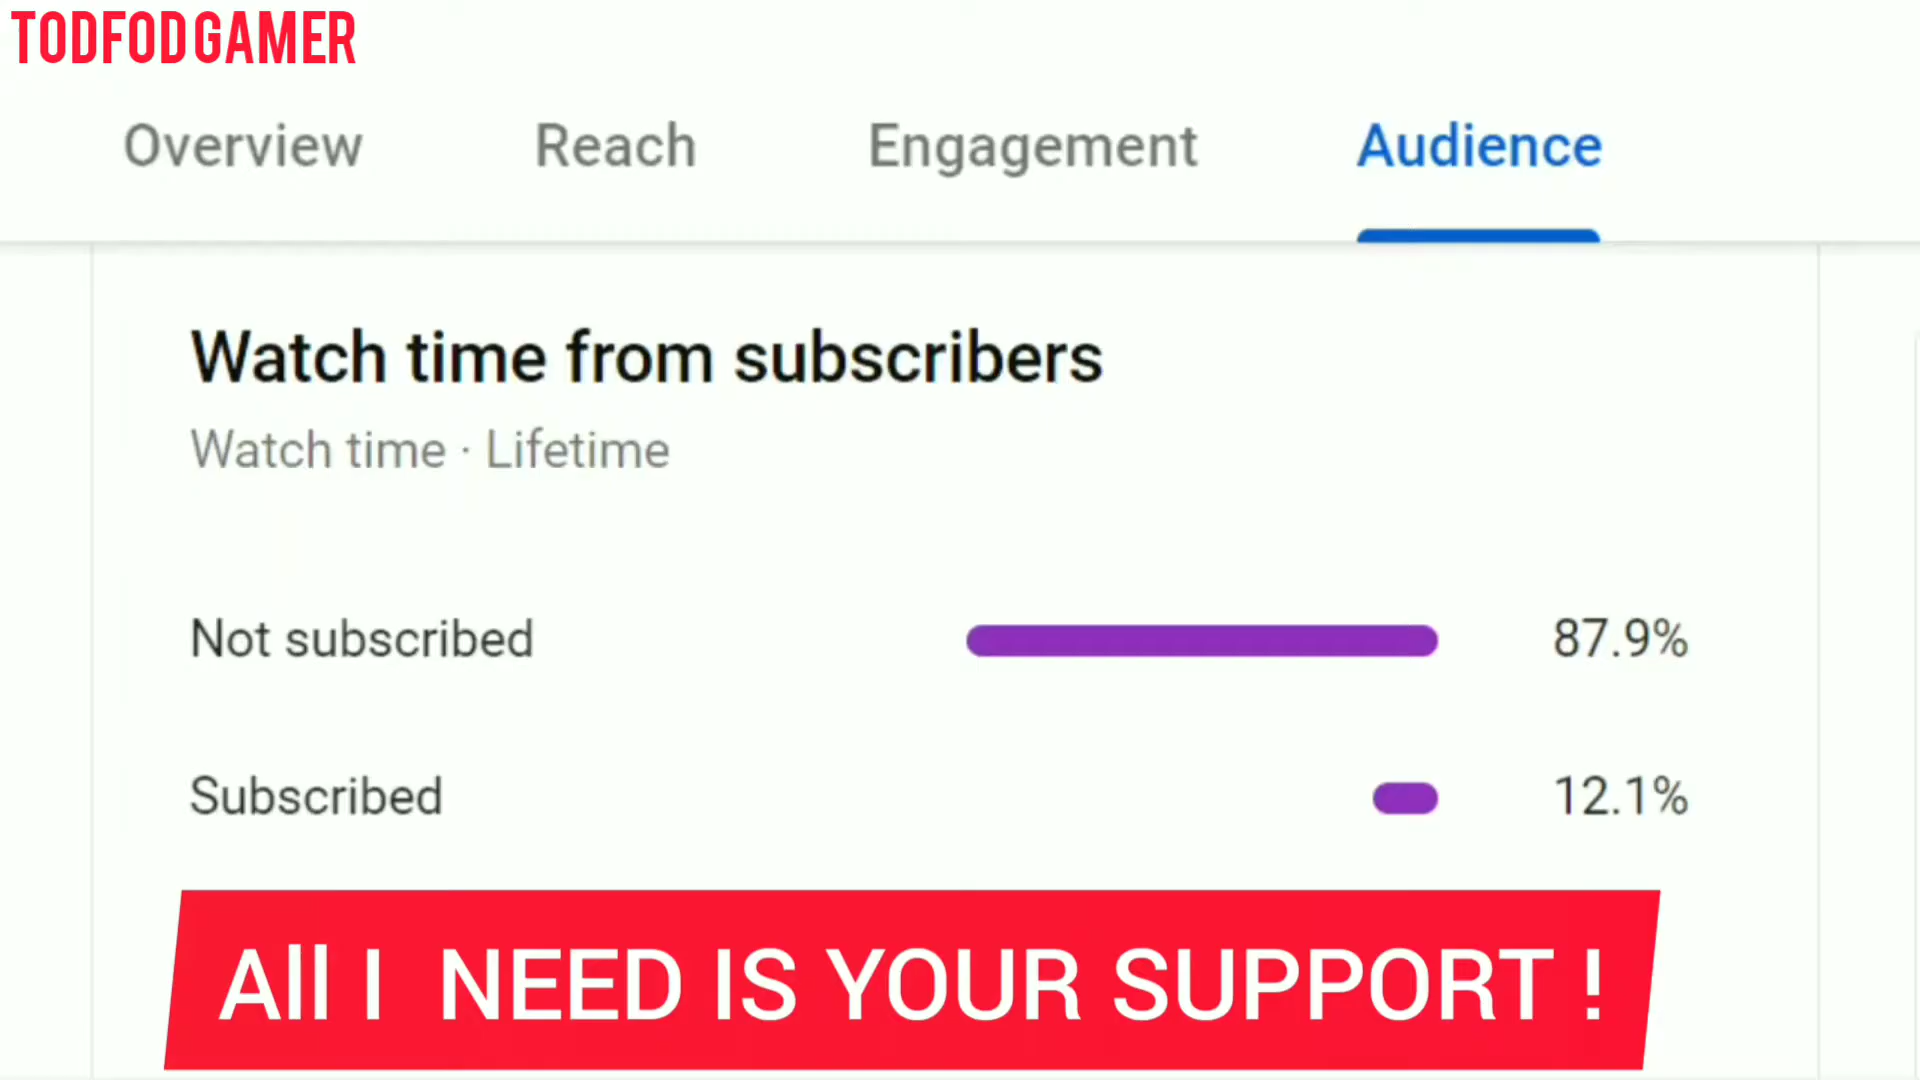 TODFOD GAMER
Overview Reach Engagement Audience
Watch time from subscribers
Watch time · Lifetime
Not subscribed 87.9%
Subscribed 12.1%
All I NEED IS YOUR SUPPORT !